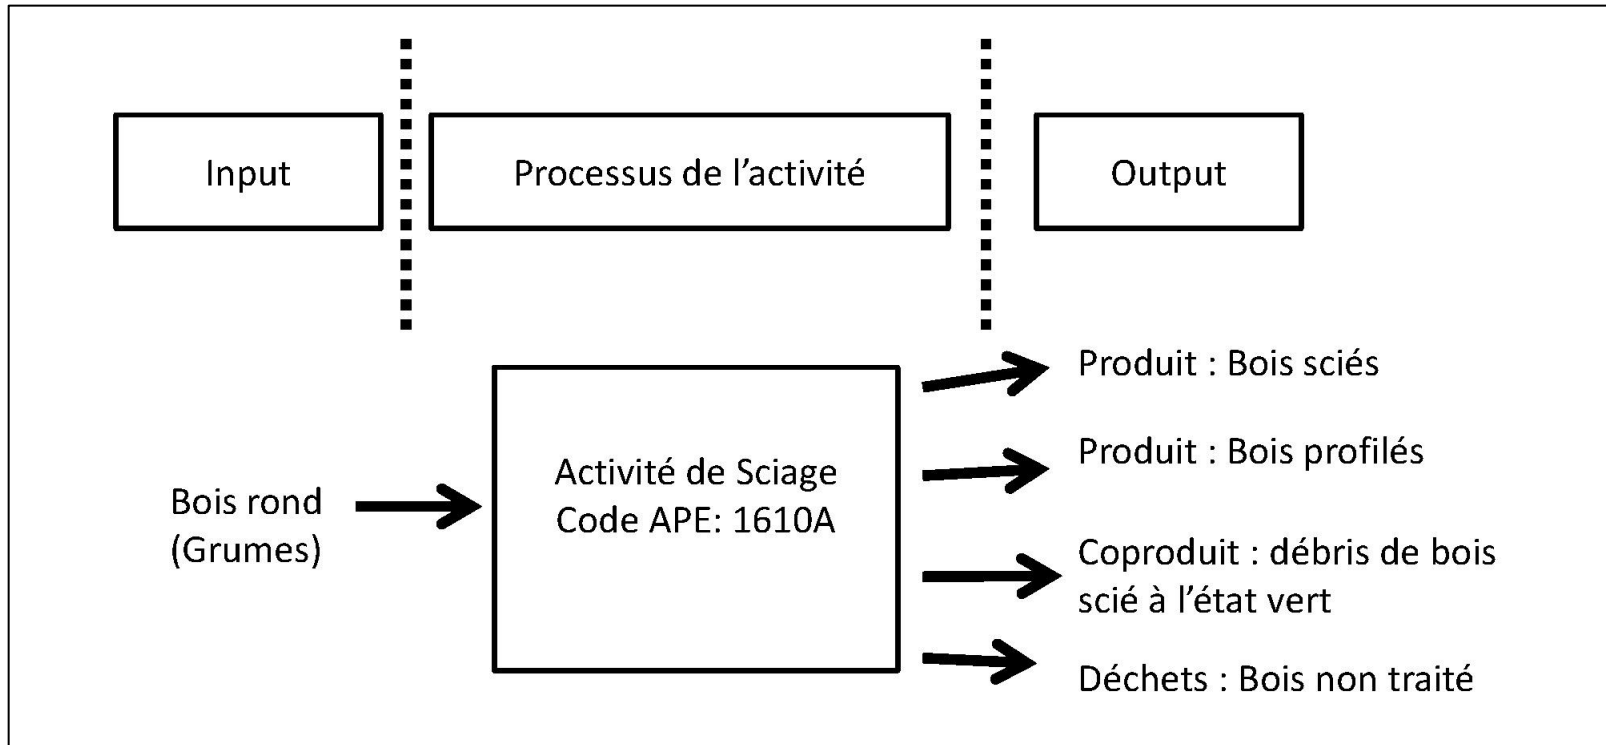 Input
Processus de l’activité
Output
Bois rond
(Grumes)
Activité de Sciage
Code APE: 1610A
Produit : Bois sciés
Produit : Bois profilés
Coproduit : débris de bois
scié à l’état vert
Déchets : Bois non traité